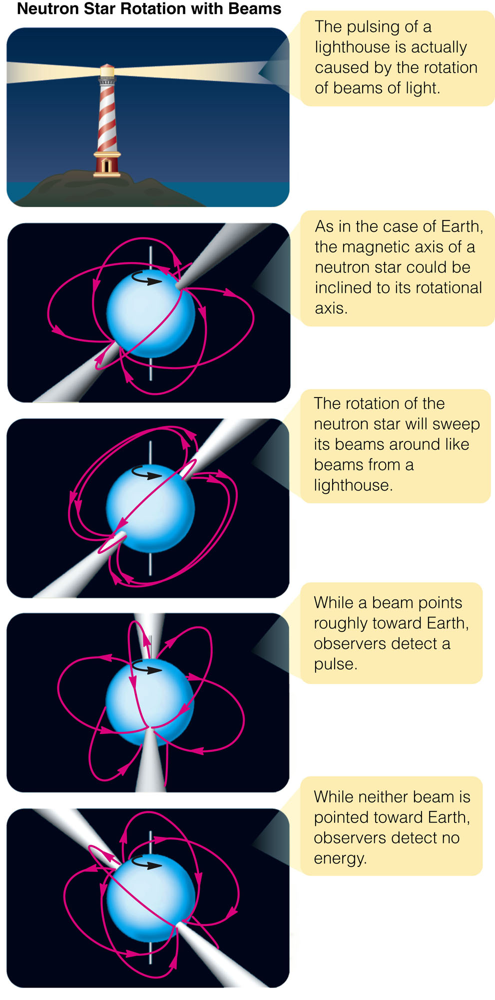 Neutron Star Rotation with Beams
The pulsing of a
lighthouse is actually
caused by the rotation
of beams of light.
As in the case of Earth,
the magnetic axis of a
neutron star could be
inclined to its rotational
axis.
The rotation of the
neutron star will sweep
its beams around like
beams from a
lighthouse.
While a beam points
roughly toward Earth,
observers detect a
pulse.
While neither beam is
pointed toward Earth,
observers detect no
energy.